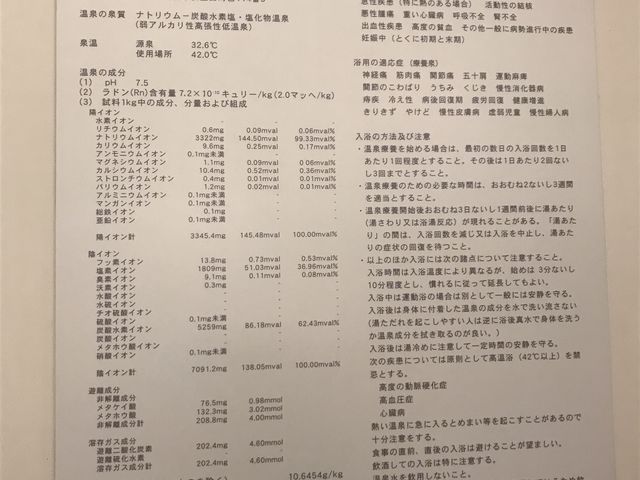 温泉の泉質　ナトリウム−炭酸水素塩・塩化物温泉
（弱アルカリ性高張性低温泉）
泉温　源泉　32.6℃
使用場所　42.0℃
温泉の成分
(1)　pH　7.5
(2)　ラドン(Rn)含有量 7.2×10⁻¹⁰キュリー/kg(2.0マッヘ/kg)
(3)　試料1kg中の成分、分量および組成
陽イオン
水素イオン - - -
リチウムイオン 0.6mg 0.09mval 0.06mval%
ナトリウムイオン 3322mg 144.50mval 99.33mval%
カリウムイオン 9.6mg 0.25mval 0.17mval%
アンモニウムイオン 0.1mg未満 - -
マグネシウムイオン 1.1mg 0.09mval 0.06mval%
カルシウムイオン 10.4mg 0.52mval 0.36mval%
ストロンチウムイオン 0.4mg 0.01mval 0.01mval%
バリウムイオン 1.2mg 0.02mval 0.01mval%
アルミニウムイオン 0.1mg未満 - -
マンガンイオン 0.1mg未満 - -
総鉄イオン 0.1mg - -
亜鉛イオン 0.1mg未満 - -
陽イオン計 3345.4mg 145.48mval 100.00mval%
陰イオン
フッ素イオン 13.8mg 0.73mval 0.53mval%
塩素イオン 1809mg 51.03mval 36.96mval%
臭素イオン 9.1mg 0.11mval 0.08mval%
沃素イオン 0.3mg - -
水酸イオン - - -
水硫イオン - - -
チオ硫酸イオン - - -
硫酸イオン 0.1mg未満 - -
炭酸水素イオン 5259mg 86.18mval 62.43mval%
炭酸イオン - - -
メタホウ酸イオン - - -
硝酸イオン 0.1mg未満 - -
陰イオン計 7091.2mg 138.05mval 100.00mval%
遊離成分
非解離成分
メタケイ酸 76.5mg 0.98mmol
メタホウ酸 132.3mg 3.02mmol
非解離成分計 208.8mg 4.00mmol
溶存ガス成分
遊離二酸化炭素 202.4mg 4.60mmol
遊離硫化水素 - -
溶存ガス成分計 202.4mg 4.60mmol
10.6454g/kg
急性疾患（特に熱のある場合）　活動性の結核
悪性腫瘍　重い心臓病　呼吸不全　腎不全
出血性疾患　高度の貧血　その他一般に病勢進行中の疾患
妊娠中（とくに初期と末期）
浴用の適応症（療養泉）
神経痛　筋肉痛　関節痛　五十肩　運動麻痺
関節のこわばり　うちみ　くじき　慢性消化器病
痔疾　冷え性　病後回復期　疲労回復　健康増進
きりきず　やけど　慢性皮膚病　虚弱児童　慢性婦人病
入浴の方法及び注意
・温泉療養を始める場合は、最初の数日の入浴回数を1日
あたり1回程度とすること。その後は1日あたり2回ない
し3回までとすること。
・温泉療養のための必要な時間は、おおむね2ないし3週間
を適当とすること。
・温泉療養開始後おおむね3日ないし1週間前後に湯あたり
（湯さわり又は浴湯反応）が現れることがある。「湯あた
り」の間は、入浴回数を減じ又は入浴を中止し、湯あた
りの症状の回復を待つこと。
・以上のほか入浴には次の諸点について注意すること。
入浴時間は入浴温度により異なるが、始めは 3分ないし
10分程度とし、慣れるに従って延長してもよい。
入浴中は運動浴の場合は別として一般には安静を守る。
入浴後は身体に付着した温泉の成分を水で洗い流さない
（湯ただれを起こしやすい人は逆に浴後真水で身体を洗う
か温泉成分を拭き取るのが良い。）
入浴後は湯冷めに注意して一定時間の安静を守る。
次の疾患については原則として高温浴（42℃以上）を禁
忌とする。
高度の動脈硬化症
高血圧症
心臓病
熱い温泉に急に入るとめまい等を起こすことがあるので
十分注意をする。
食事の直前、直後の入浴は避けることが望ましい。
飲酒しての入浴は特に注意する。
温泉水を飲用しないこと。